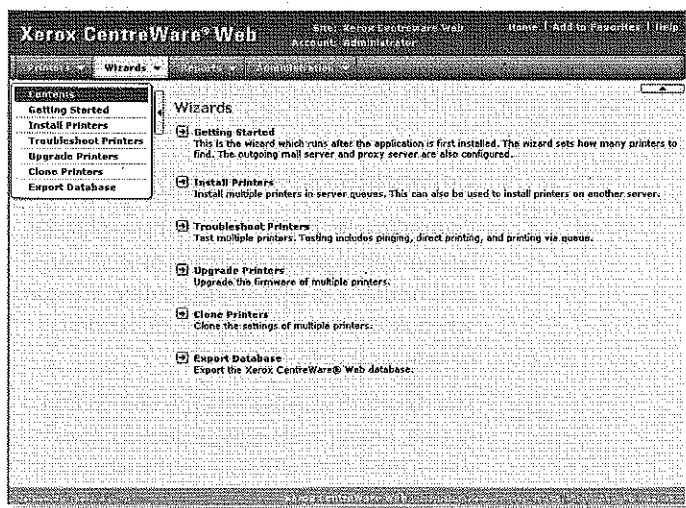 Xerox CentreWare® Web
Site: Xerox CentreWare Web
Account: Administrator
Home | Add to Favorites | Help
Printers
Wizards
Reports
Administration
Contents
Getting Started
Install Printers
Troubleshoot Printers
Upgrade Printers
Clone Printers
Export Database
Wizards
Getting Started
This is the wizard which runs after the application is first installed. The wizard sets how many printers to
find. The outgoing mail server and proxy server are also configured.
Install Printers
Install multiple printers in server queues. This can also be used to install printers on another server.
Troubleshoot Printers
Test multiple printers. Testing includes pinging, direct printing, and printing via queue.
Upgrade Printers
Upgrade the firmware of multiple printers.
Clone Printers
Clone the settings of multiple printers.
Export Database
Export the Xerox CentreWare® Web database.